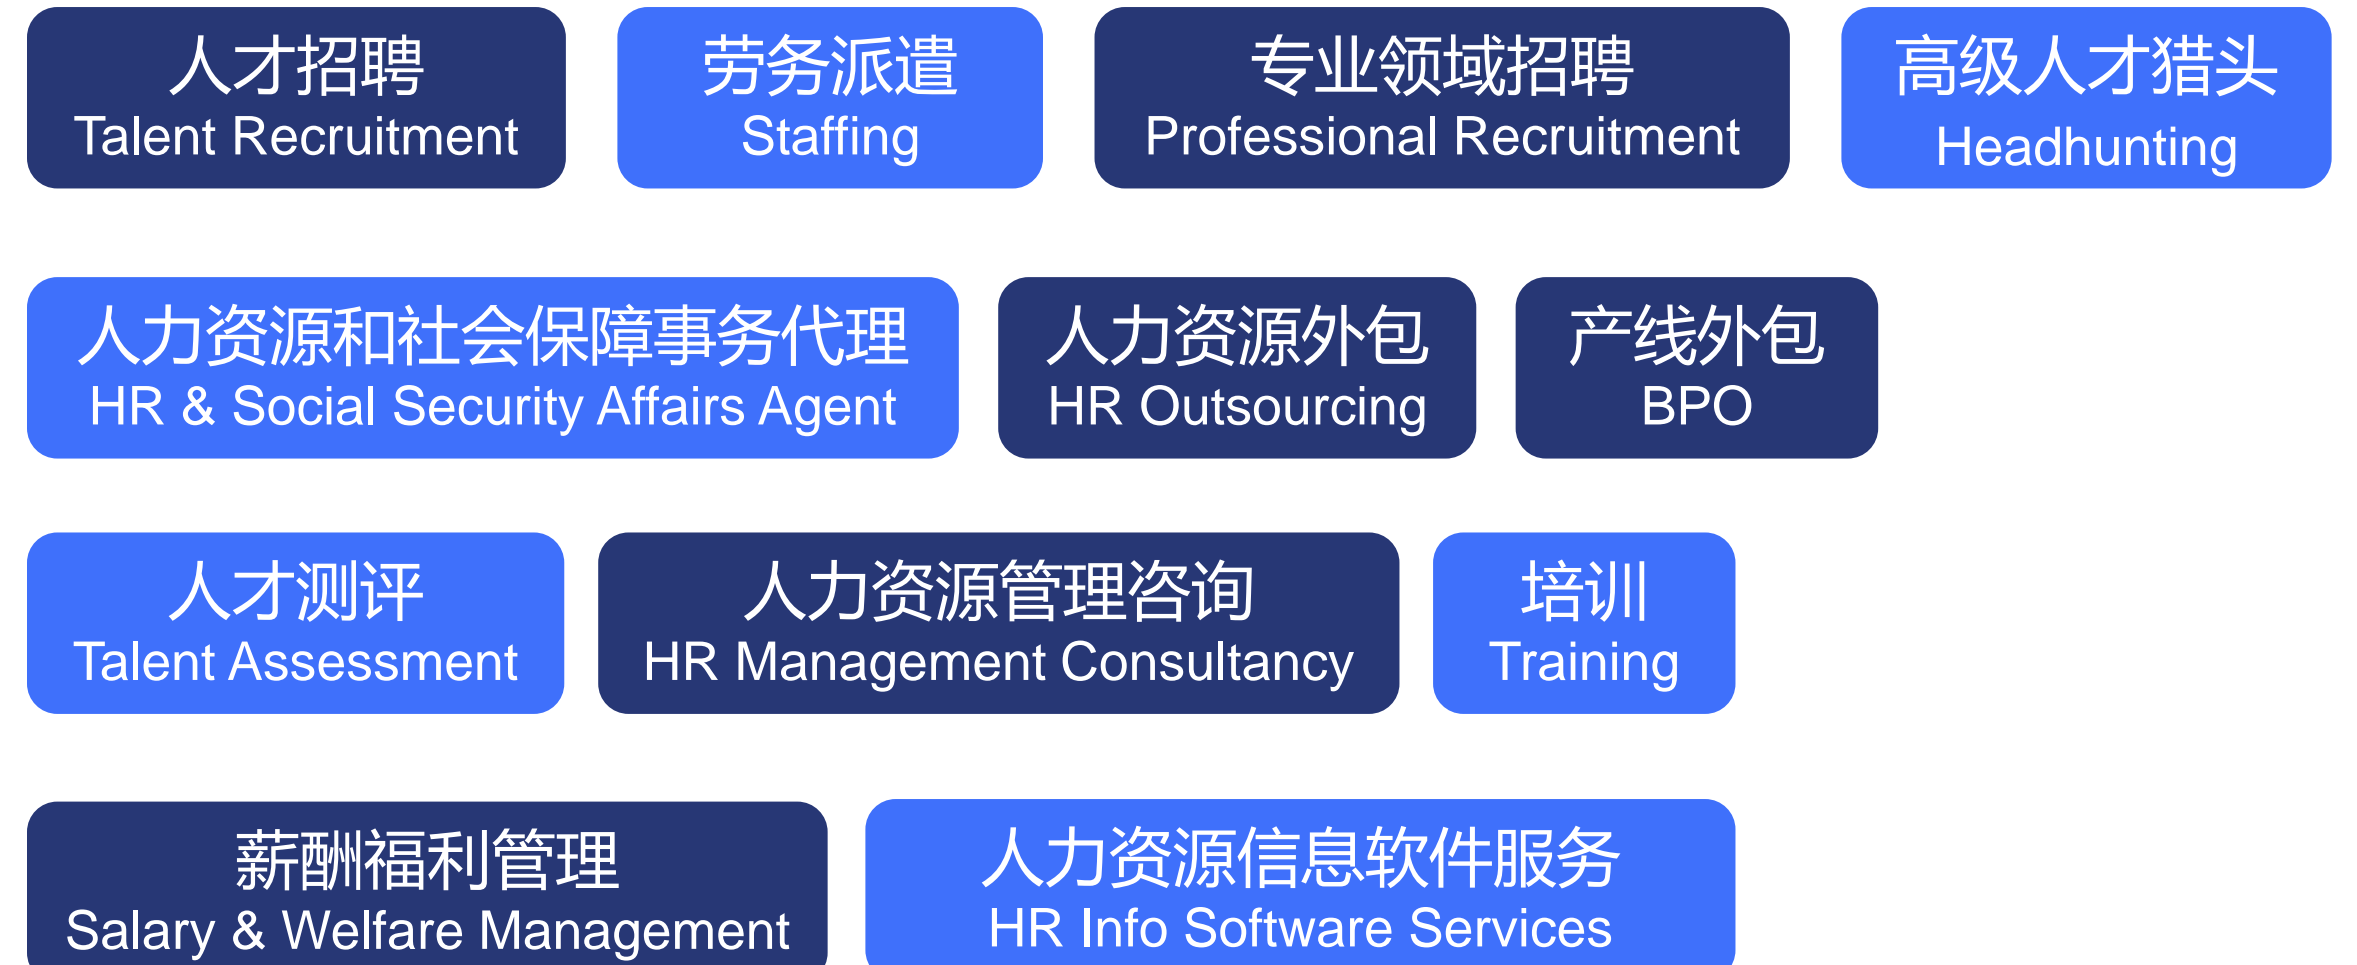 人才招聘
Talent Recruitment
劳务派遣
Staffing
专业领域招聘
Professional Recruitment
高级人才猎头
Headhunting
人力资源和社会保障事务代理
HR & Social Security Affairs Agent
人力资源外包
HR Outsourcing
产线外包
BPO
人才测评
Talent Assessment
人力资源管理咨询
HR Management Consultancy
培训
Training
薪酬福利管理
Salary & Welfare Management
人力资源信息软件服务
HR Info Software Services